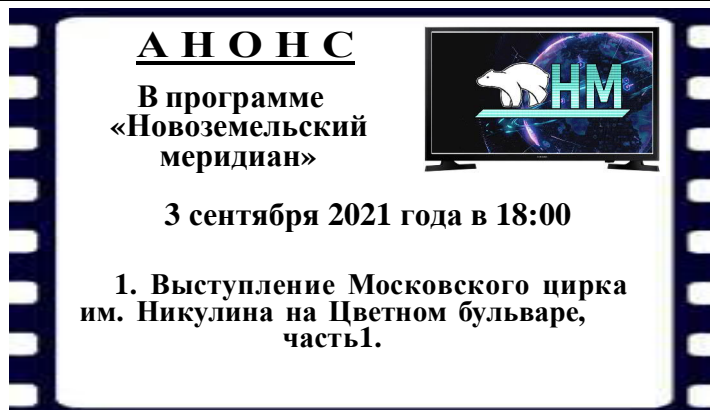 А Н О Н С
В программе
«Новоземельский
меридиан»
НМ
3 сентября 2021 года в 18:00
1. Выступление Московского цирка
им. Никулина на Цветном бульваре,
часть1.